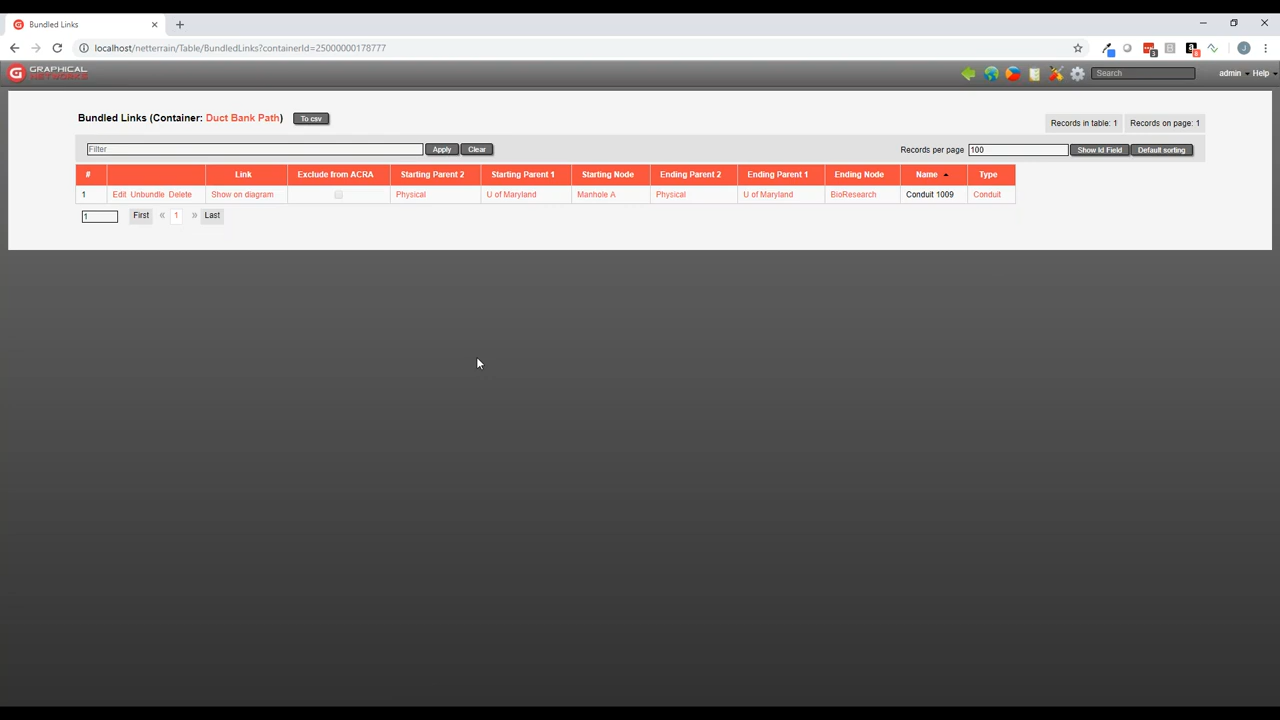 Bundled Links
localhost/netterrain/Table/BundledLinks?containerId=25000000178777
GRAPHICAL NETWORKS
Search admin Help
Bundled Links (Container: Duct Bank Path) To csv Records in table: 1 Records on page: 1
Filter Apply Clear Records per page 100 Show Id Field Default sorting
# Link Exclude from ACRA Starting Parent 2 Starting Parent 1 Starting Node Ending Parent 2 Ending Parent 1 Ending Node Name Type
1 Edit Unbundle Delete Show on diagram Physical U of Maryland Manhole A Physical U of Maryland BioResearch Conduit 1009 Conduit
1 First « 1 » Last